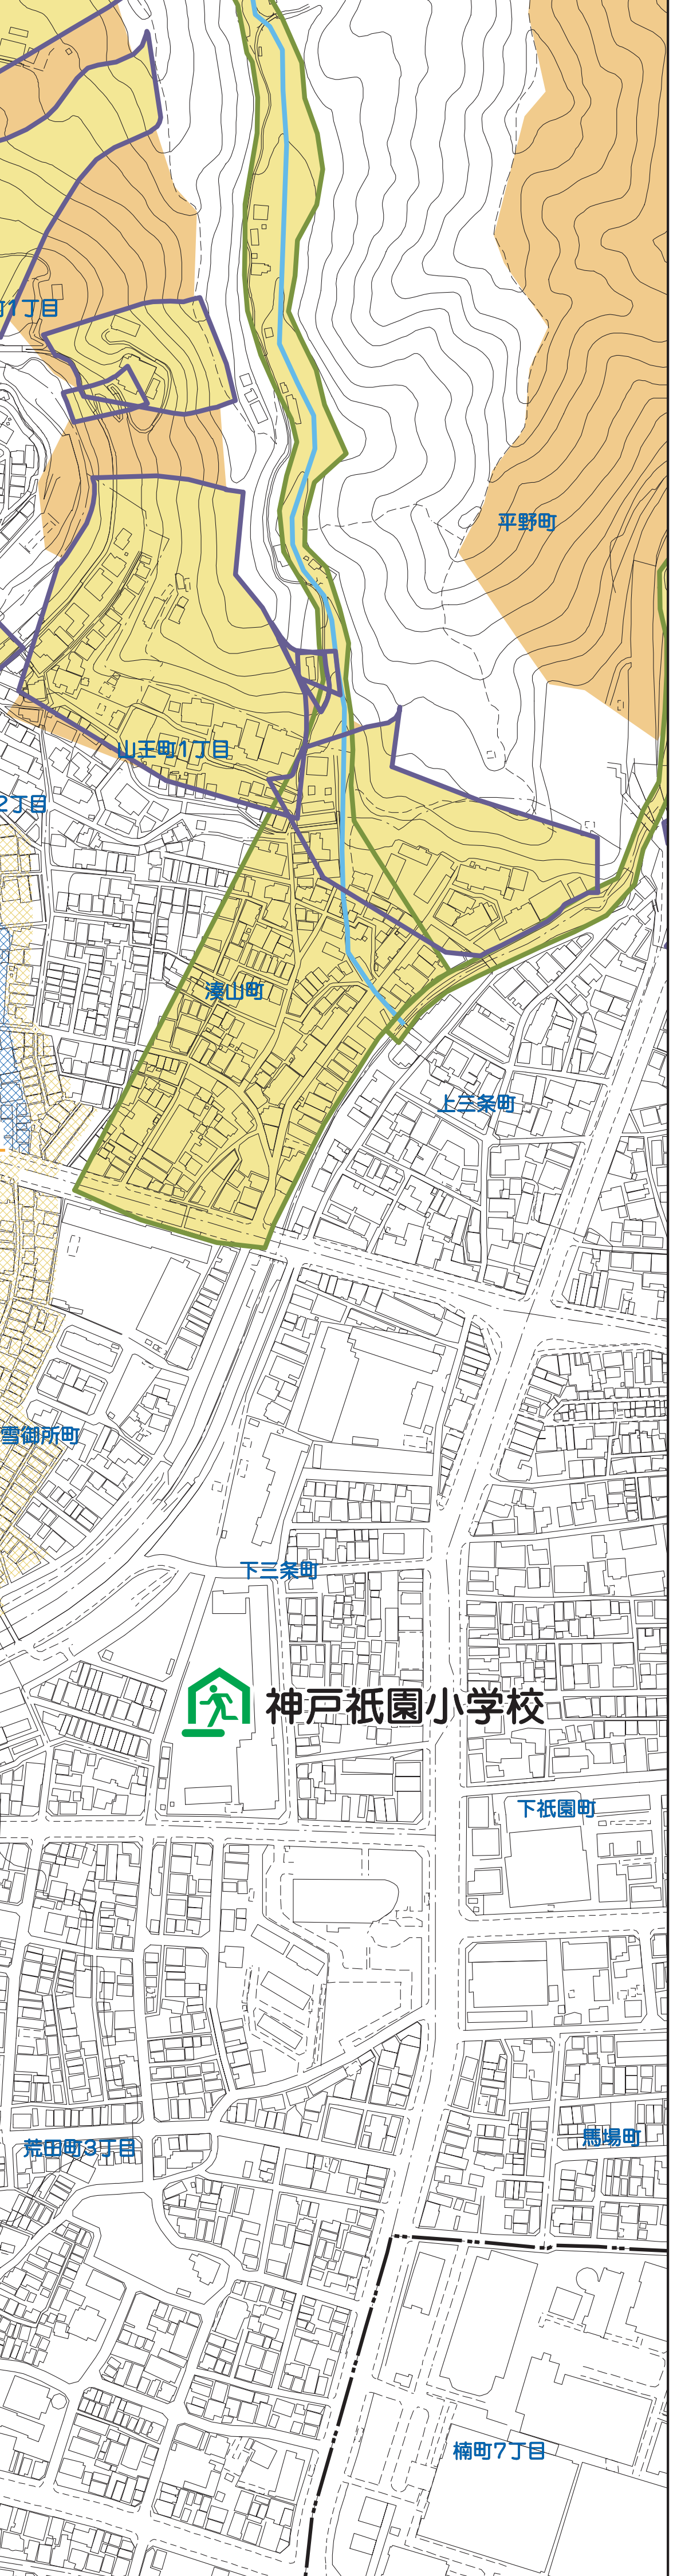 町1丁目
平野町
山王町1丁目
2丁目
湊山町
上三条町
雪御所町
下三条町
神戸祇園小学校
下祇園町
荒田町3丁目
馬場町
楠町7丁目